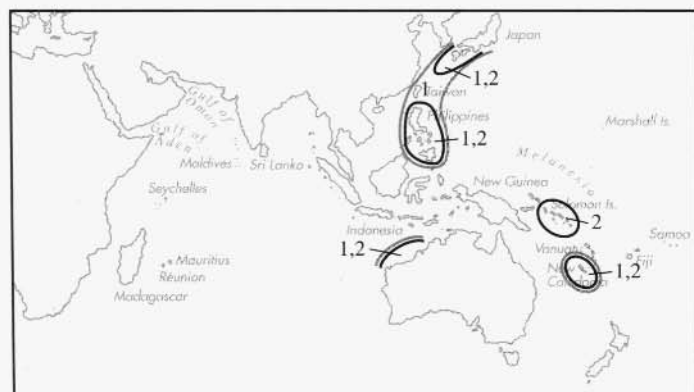 Japan
1,2
1
Taiwan
Philippines
1,2
Gulf of Oman
Gulf of Aden
Marshall Is.
Maldives
Sri Lanka
Melanesia
Seychelles
New Guinea
Solomon Is.
2
Indonesia
1,2
Samoa
Vanuatu
Fiji
New Caledonia
1,2
Mauritius
Réunion
Madagascar